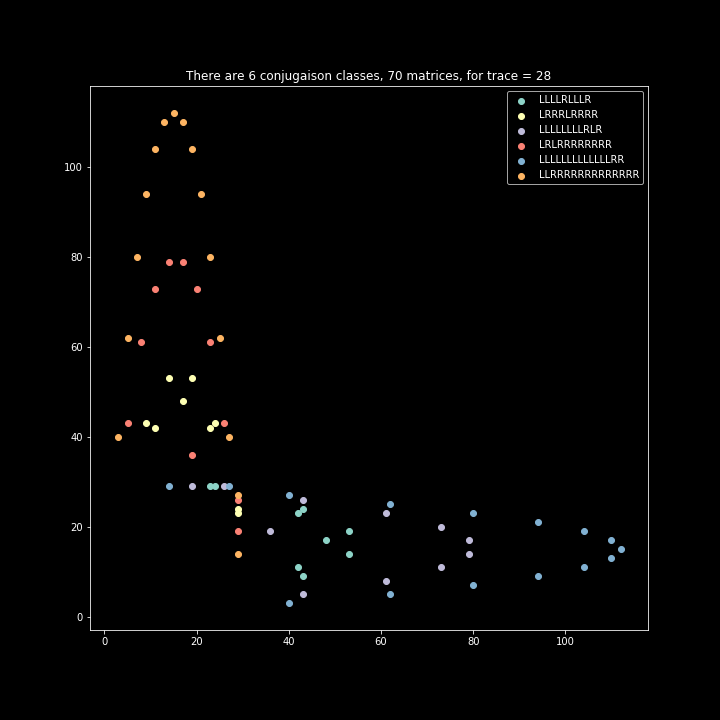 There are 6 conjugaison classes, 70 matrices, for trace = 28
LLLLRLLLR
LRRRLRRRR
LLLLLLLLRLR
LRLRRRRRRRR
LLLLLLLLLLLLLRR
LLRRRRRRRRRRRRR
100
80
60
40
20
0
0 20 40 60 80 100